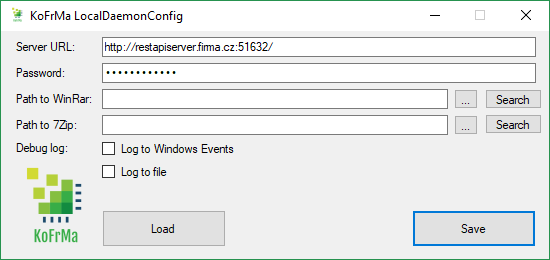 KoFrMa LocalDaemonConfig
Server URL: http://restapiserver.firma.cz:51632/
Password: ••••••••••••
Path to WinRar: ... Search
Path to 7Zip: ... Search
Debug log: Log to Windows Events
Log to file
KoFrMa
Load Save